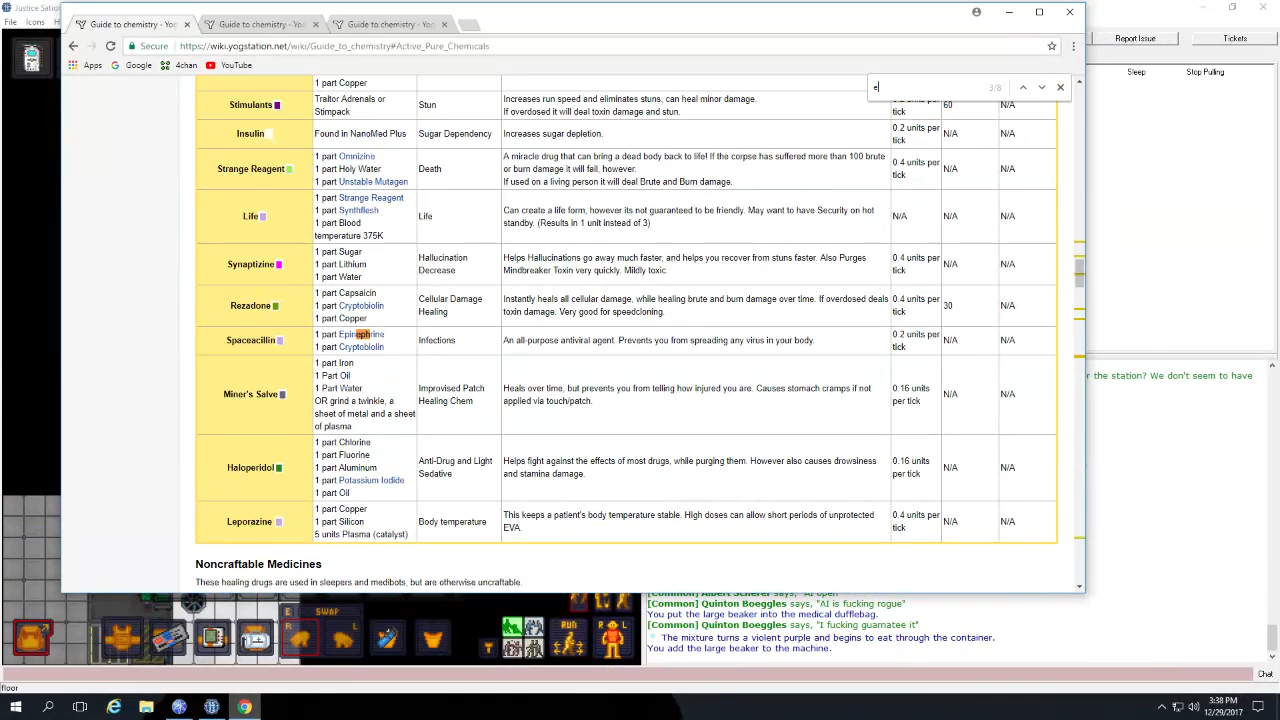 Justice Sation
File Icons
Guide to chemistry - Yog
Guide to chemistry - Yog
Guide to chemistry - Yog
Secure https://wiki.yogstation.net/wiki/Guide_to_chemistry#Active_Pure_Chemicals
Apps Google 4chan YouTube
Report Issue Tickets
Sleep Stop Pulling
e 3/8
1 part Copper
Stimulants
Traitor Adrenals or
Stimpack
Stun
Increases run speed and eliminates stuns, can heal minor damage.
If overdosed it will deal toxin damage and stun.
tick
60
N/A
Insulin
Found in NanoMed Plus
Sugar Dependency
Increases sugar depletion.
0.2 units per
tick
N/A
N/A
Strange Reagent
1 part Omnizine
1 part Holy Water
1 part Unstable Mutagen
Death
A miracle drug that can bring a dead body back to life! If the corpse has suffered more than 100 brute
or burn damage it will fail, however.
If used on a living person it will deal Brute and Burn damage.
0.4 units per
tick
N/A
N/A
Life
1 part Strange Reagent
1 part Synthflesh
1 part Blood
temperature 375K
Life
Can create a life form, however its not guaranteed to be friendly. May want to have Security on hot
standby. (Results in 1 unit instead of 3)
N/A
N/A
N/A
Synaptizine
1 part Sugar
1 part Lithium
1 part Water
Hallucination
Decrease
Helps Hallucinations go away much faster, and helps you recover from stuns faster. Also Purges
Mindbreaker Toxin very quickly. Mildly toxic.
0.4 units per
tick
N/A
N/A
Rezadone
1 part Capsaicin
1 part Cryptobiolin
1 part Copper
Cellular Damage
Healing
Instantly heals all cellular damage, while healing brute and burn damage over time. If overdosed deals
toxin damage. Very good for speedcloning.
0.4 units per
tick
30
N/A
Spaceacillin
1 part Epinephrine
1 part Cryptobiolin
Infections
An all-purpose antiviral agent. Prevents you from spreading any virus in your body.
0.2 units per
tick
N/A
N/A
Miner's Salve
1 part Iron
1 Part Oil
1 Part Water
OR grind a twinkie, a
sheet of metal and a sheet
of plasma
Improvised Patch
Healing Chem
Heals over time, but prevents you from telling how injured you are. Causes stomach cramps if not
applied via touch/patch.
0.16 units
per tick
N/A
N/A
Haloperidol
1 part Chlorine
1 part Fluorine
1 part Aluminum
1 part Potassium Iodide
1 part Oil
Anti-Drug and Light
Sedative
Helps fight against the effects of most drugs, while purging them. However also causes drowsiness
and stamina damage.
0.16 units
per tick
N/A
N/A
Leporazine
1 part Copper
1 part Silicon
5 units Plasma (catalyst)
Body temperature
This keeps a patient's body temperature stable. High doses can allow short periods of unprotected
EVA.
0.4 units per
tick
N/A
N/A
Noncraftable Medicines
These healing drugs are used in sleepers and medibots, but are otherwise uncraftable.
r the station? We don't seem to have
[Common] Albert Scherer says, "AI open"
[Common] Quinton Boeggles says, "AI is fucking rogue"
You put the large beaker into the medical dufflebag.
[Common] Quinton Boeggles says, "I fucking guarnatee it"
The mixture turns a violent purple and begins to eat through the container.
You add the large beaker to the machine.
E SWAP
R L
RUN
R L
Chat
floor
3:38 PM
12/29/2017